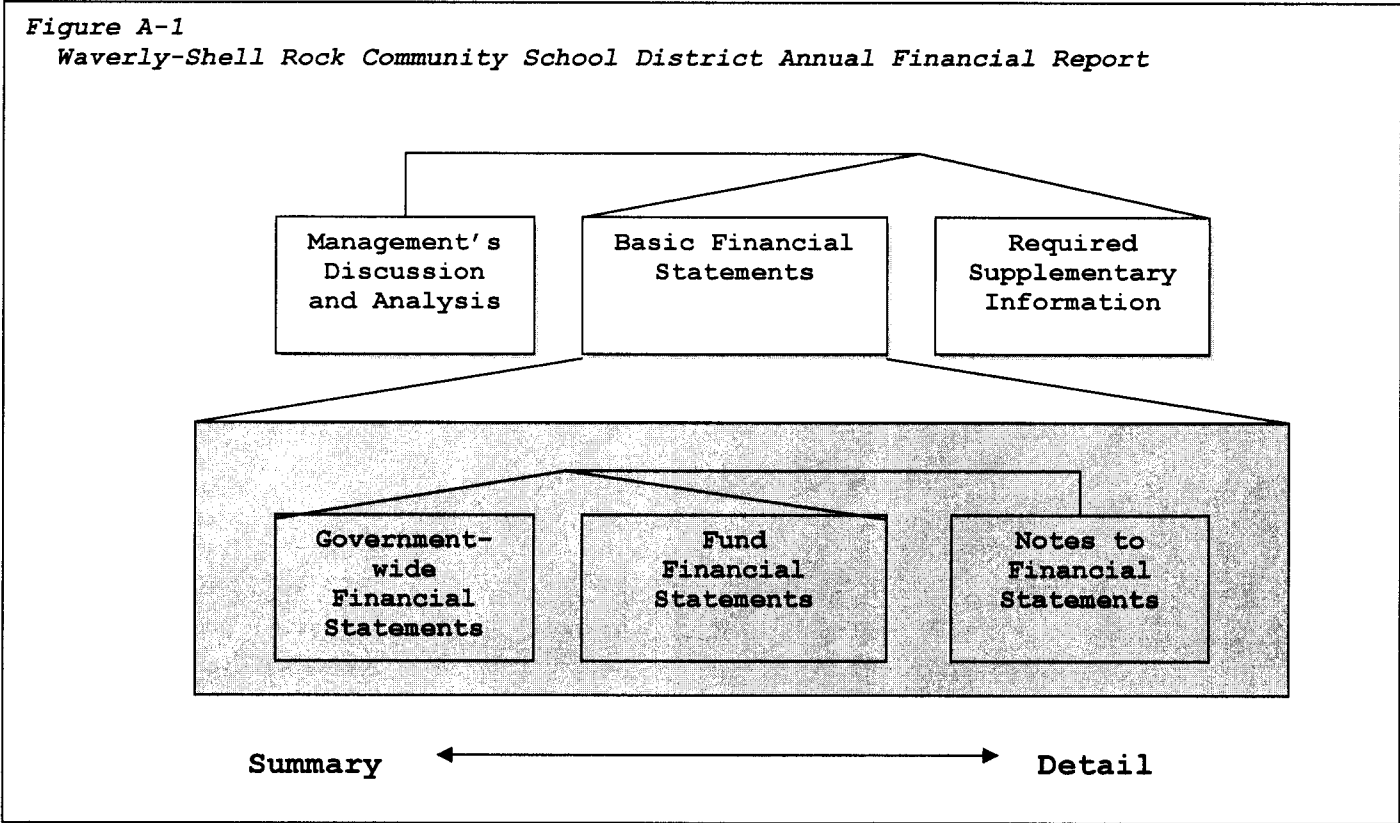 Figure A-1
Waverly-Shell Rock Community School District Annual Financial Report
Management's
Discussion
and Analysis
Basic Financial
Statements
Required
Supplementary
Information
Government-
wide
Financial
Statements
Fund
Financial
Statements
Notes to
Financial
Statements
Summary
Detail